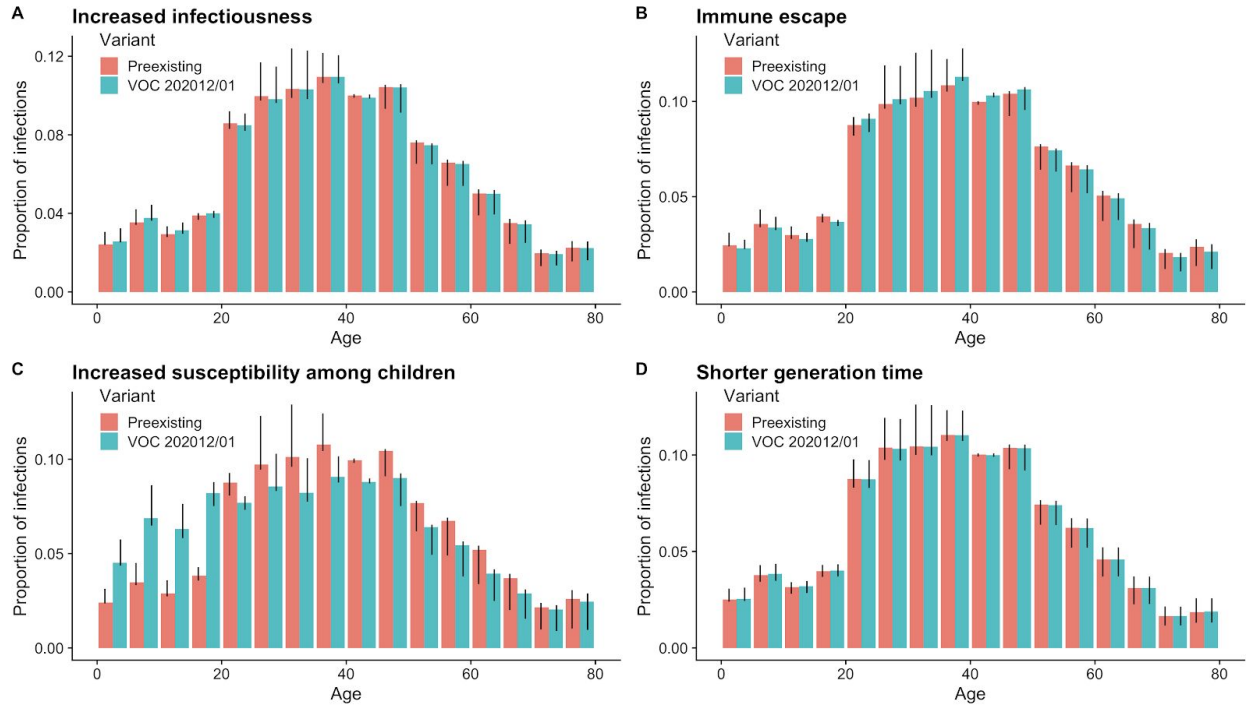 A Increased infectiousness
Variant
Preexisting
VOC 202012/01
Proportion of infections
0.12
0.08
0.04
0.00
0 20 40 60 80
Age
B Immune escape
Variant
Preexisting
VOC 202012/01
Proportion of infections
0.10
0.05
0.00
0 20 40 60 80
Age
C Increased susceptibility among children
Variant
Preexisting
VOC 202012/01
Proportion of infections
0.10
0.05
0.00
0 20 40 60 80
Age
D Shorter generation time
Variant
Preexisting
VOC 202012/01
Proportion of infections
0.10
0.05
0.00
0 20 40 60 80
Age